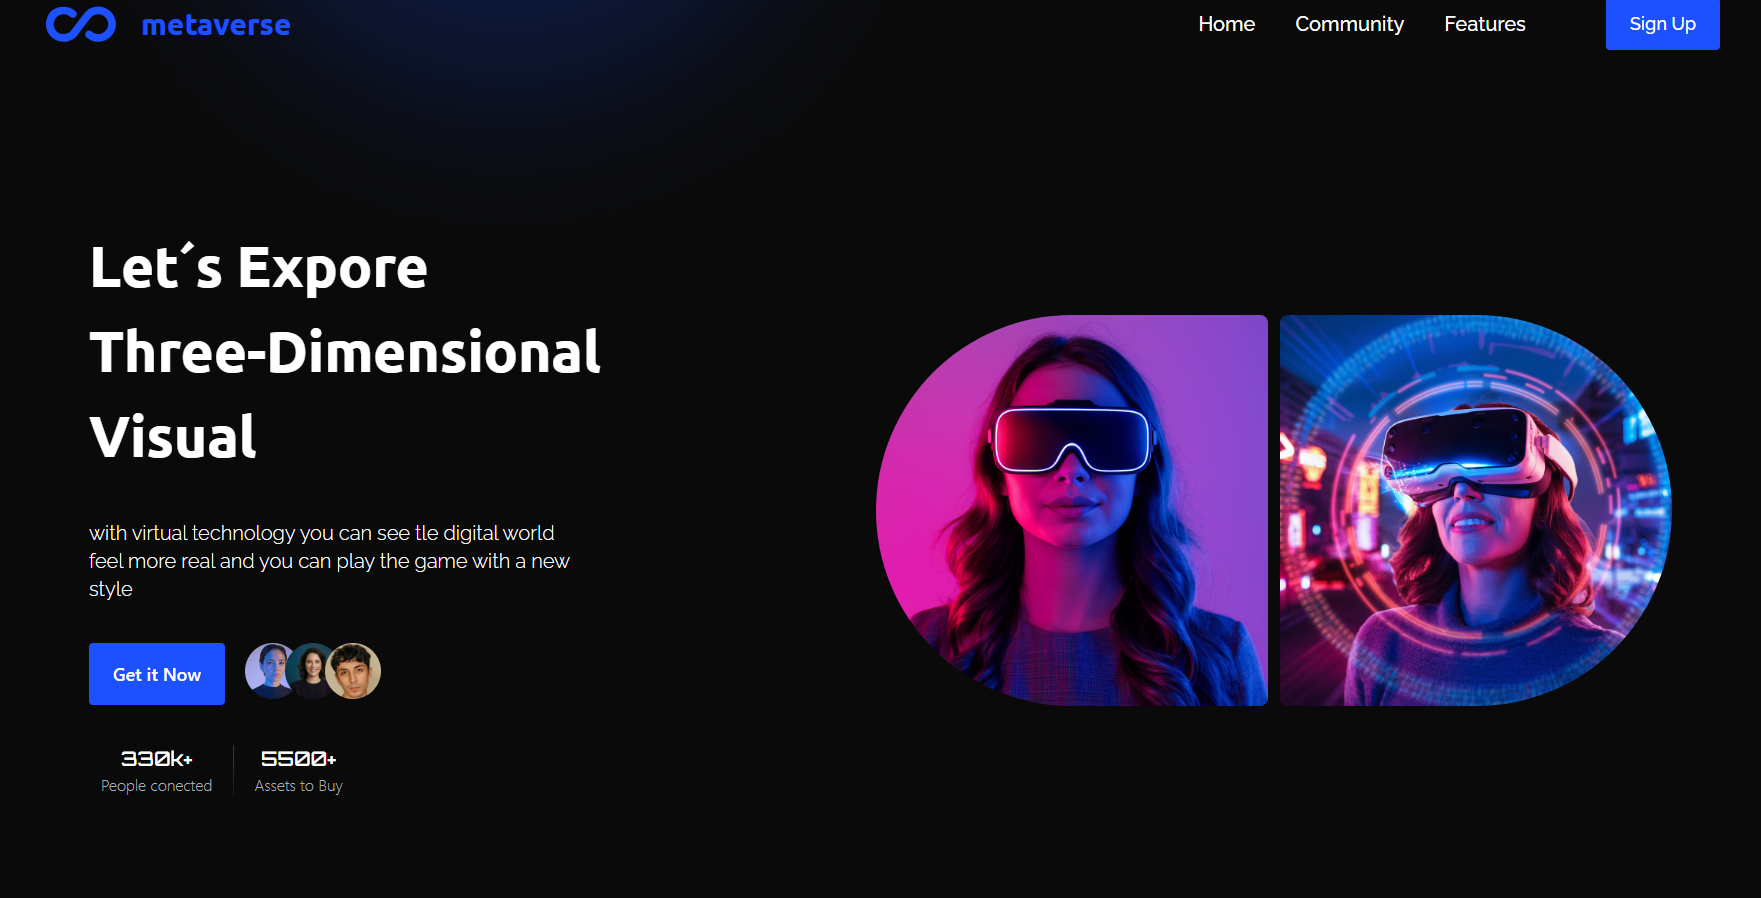 metaverse
Home Community Features Sign Up
Let´s Expore
Three-Dimensional
Visual
with virtual technology you can see tle digital world
feel more real and you can play the game with a new
style
Get it Now
330k+ 5500+
People conected Assets to Buy